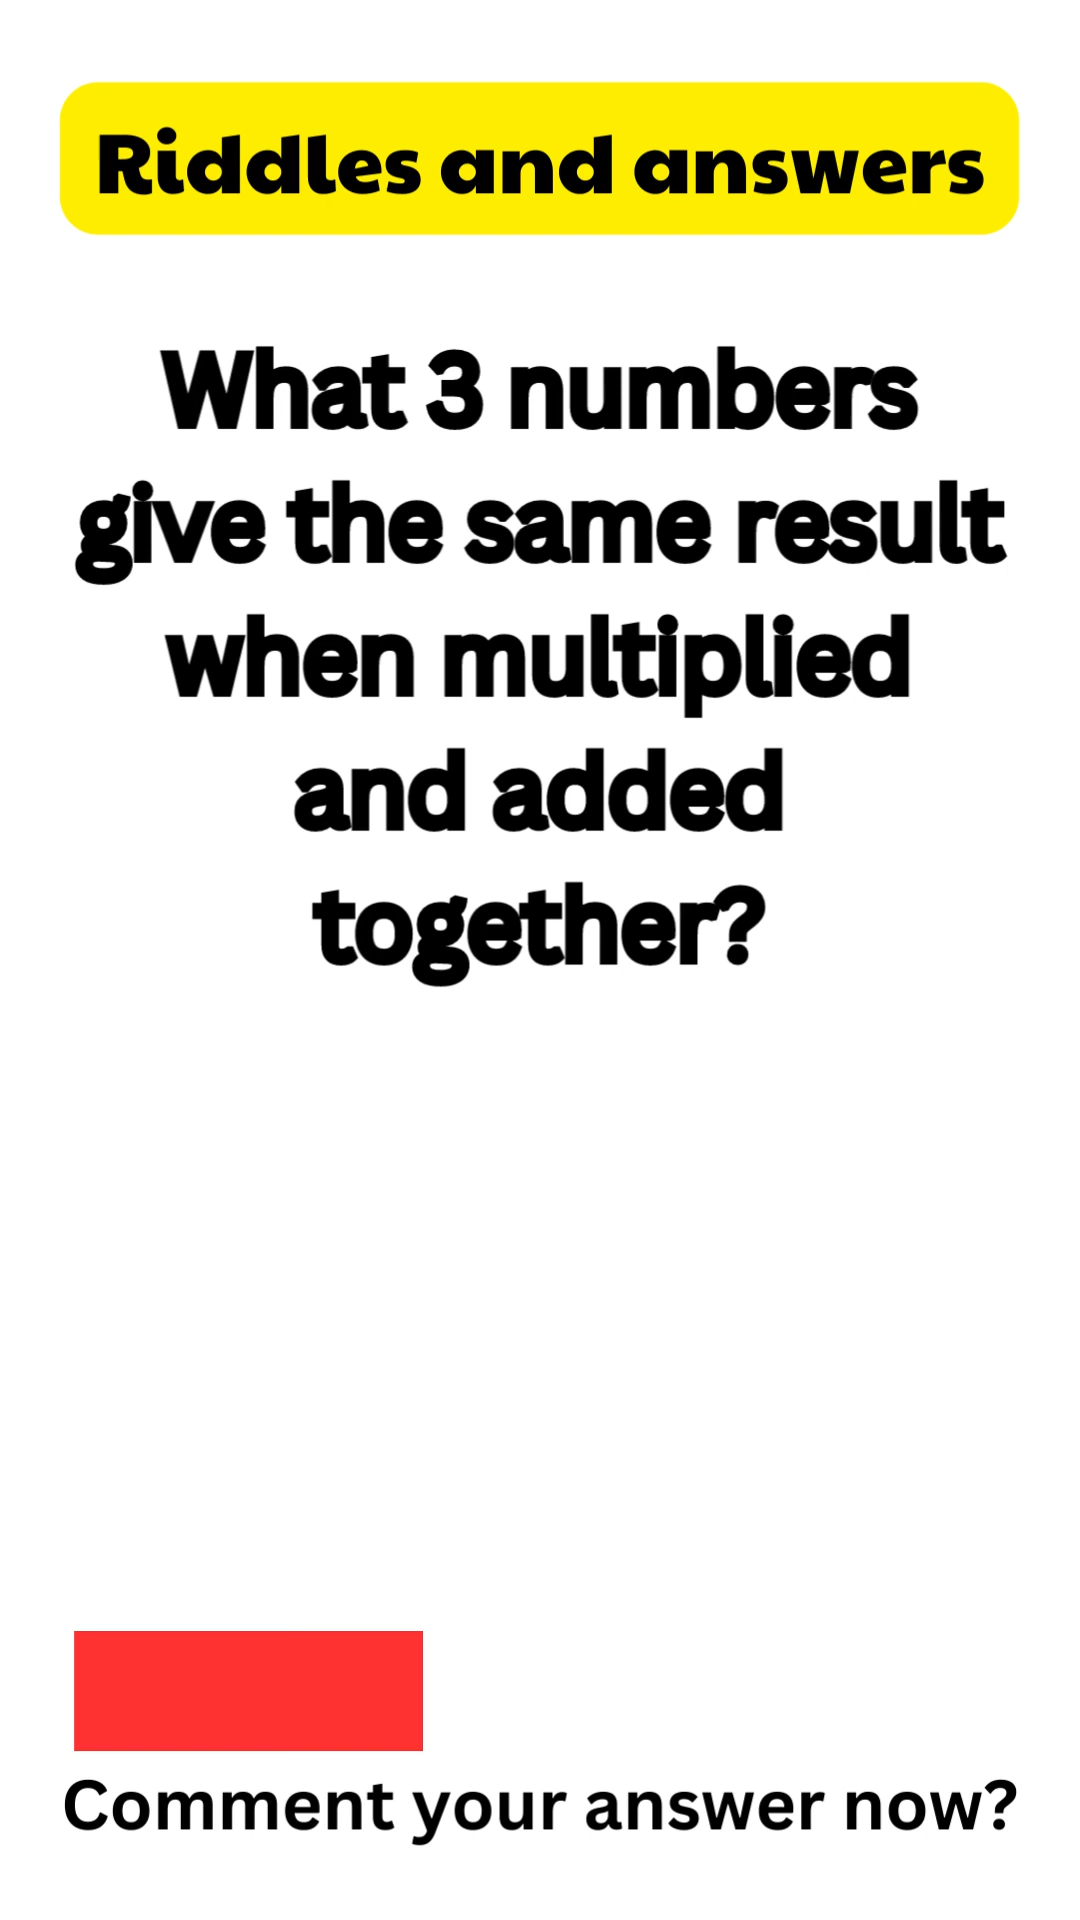 Riddles and answers
What 3 numbers
give the same result
when multiplied
and added
together?
Comment your answer now?